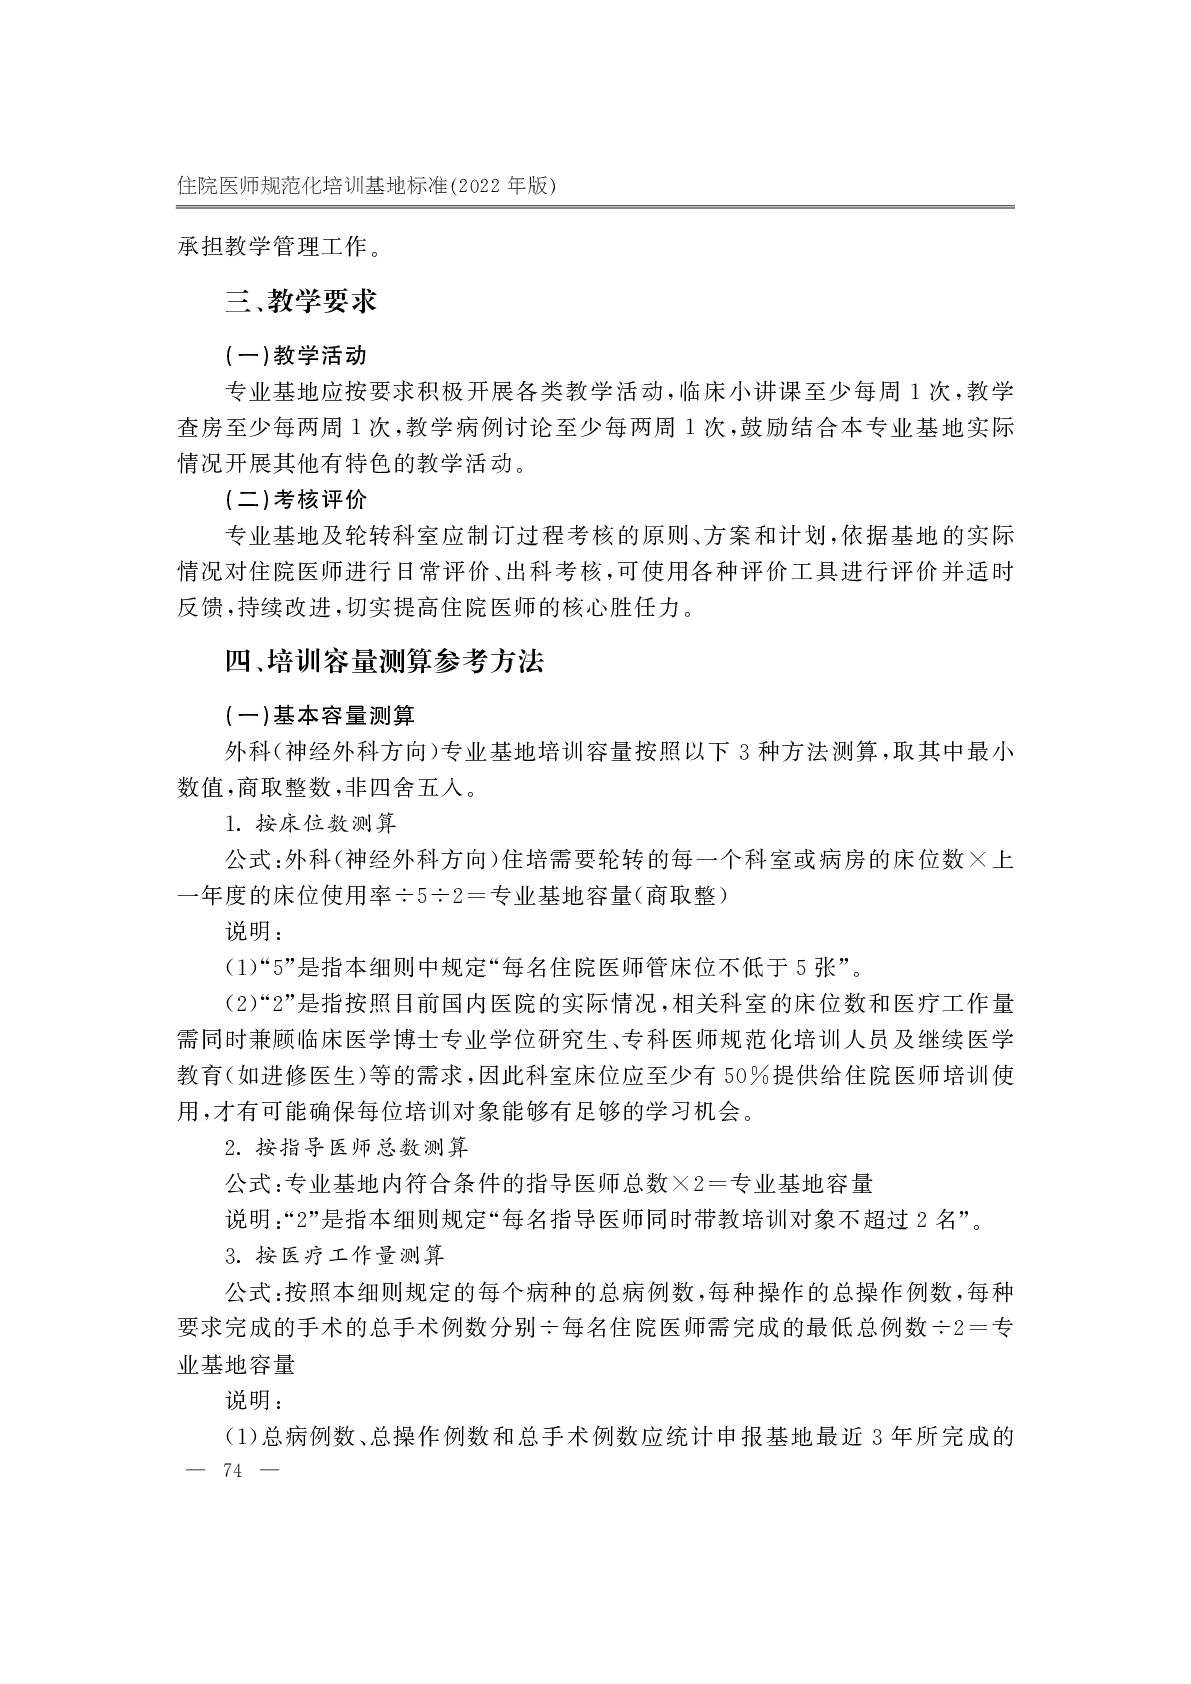 住院医师规范化培训基地标准(2022 年版)
承担教学管理工作。
三、教学要求
(一)教学活动
专业基地应按要求积极开展各类教学活动,临床小讲课至少每周 1 次,教学
查房至少每两周 1 次,教学病例讨论至少每两周 1 次,鼓励结合本专业基地实际
情况开展其他有特色的教学活动。
(二)考核评价
专业基地及轮转科室应制订过程考核的原则、方案和计划,依据基地的实际
情况对住院医师进行日常评价、出科考核,可使用各种评价工具进行评价并适时
反馈,持续改进,切实提高住院医师的核心胜任力。
四、培训容量测算参考方法
(一)基本容量测算
外科(神经外科方向)专业基地培训容量按照以下 3 种方法测算,取其中最小
数值,商取整数,非四舍五入。
1. 按床位数测算
公式:外科(神经外科方向)住培需要轮转的每一个科室或病房的床位数×上
一年度的床位使用率÷5÷2=专业基地容量(商取整)
说明:
(1)“5”是指本细则中规定“每名住院医师管床位不低于 5 张”。
(2)“2”是指按照目前国内医院的实际情况,相关科室的床位数和医疗工作量
需同时兼顾临床医学博士专业学位研究生、专科医师规范化培训人员及继续医学
教育(如进修医生)等的需求,因此科室床位应至少有 50%提供给住院医师培训使
用,才有可能确保每位培训对象能够有足够的学习机会。
2. 按指导医师总数测算
公式:专业基地内符合条件的指导医师总数×2=专业基地容量
说明:“2”是指本细则规定“每名指导医师同时带教培训对象不超过 2 名”。
3. 按医疗工作量测算
公式:按照本细则规定的每个病种的总病例数,每种操作的总操作例数,每种
要求完成的手术的总手术例数分别÷每名住院医师需完成的最低总例数÷2=专
业基地容量
说明:
(1)总病例数、总操作例数和总手术例数应统计申报基地最近 3 年所完成的
— 74 —